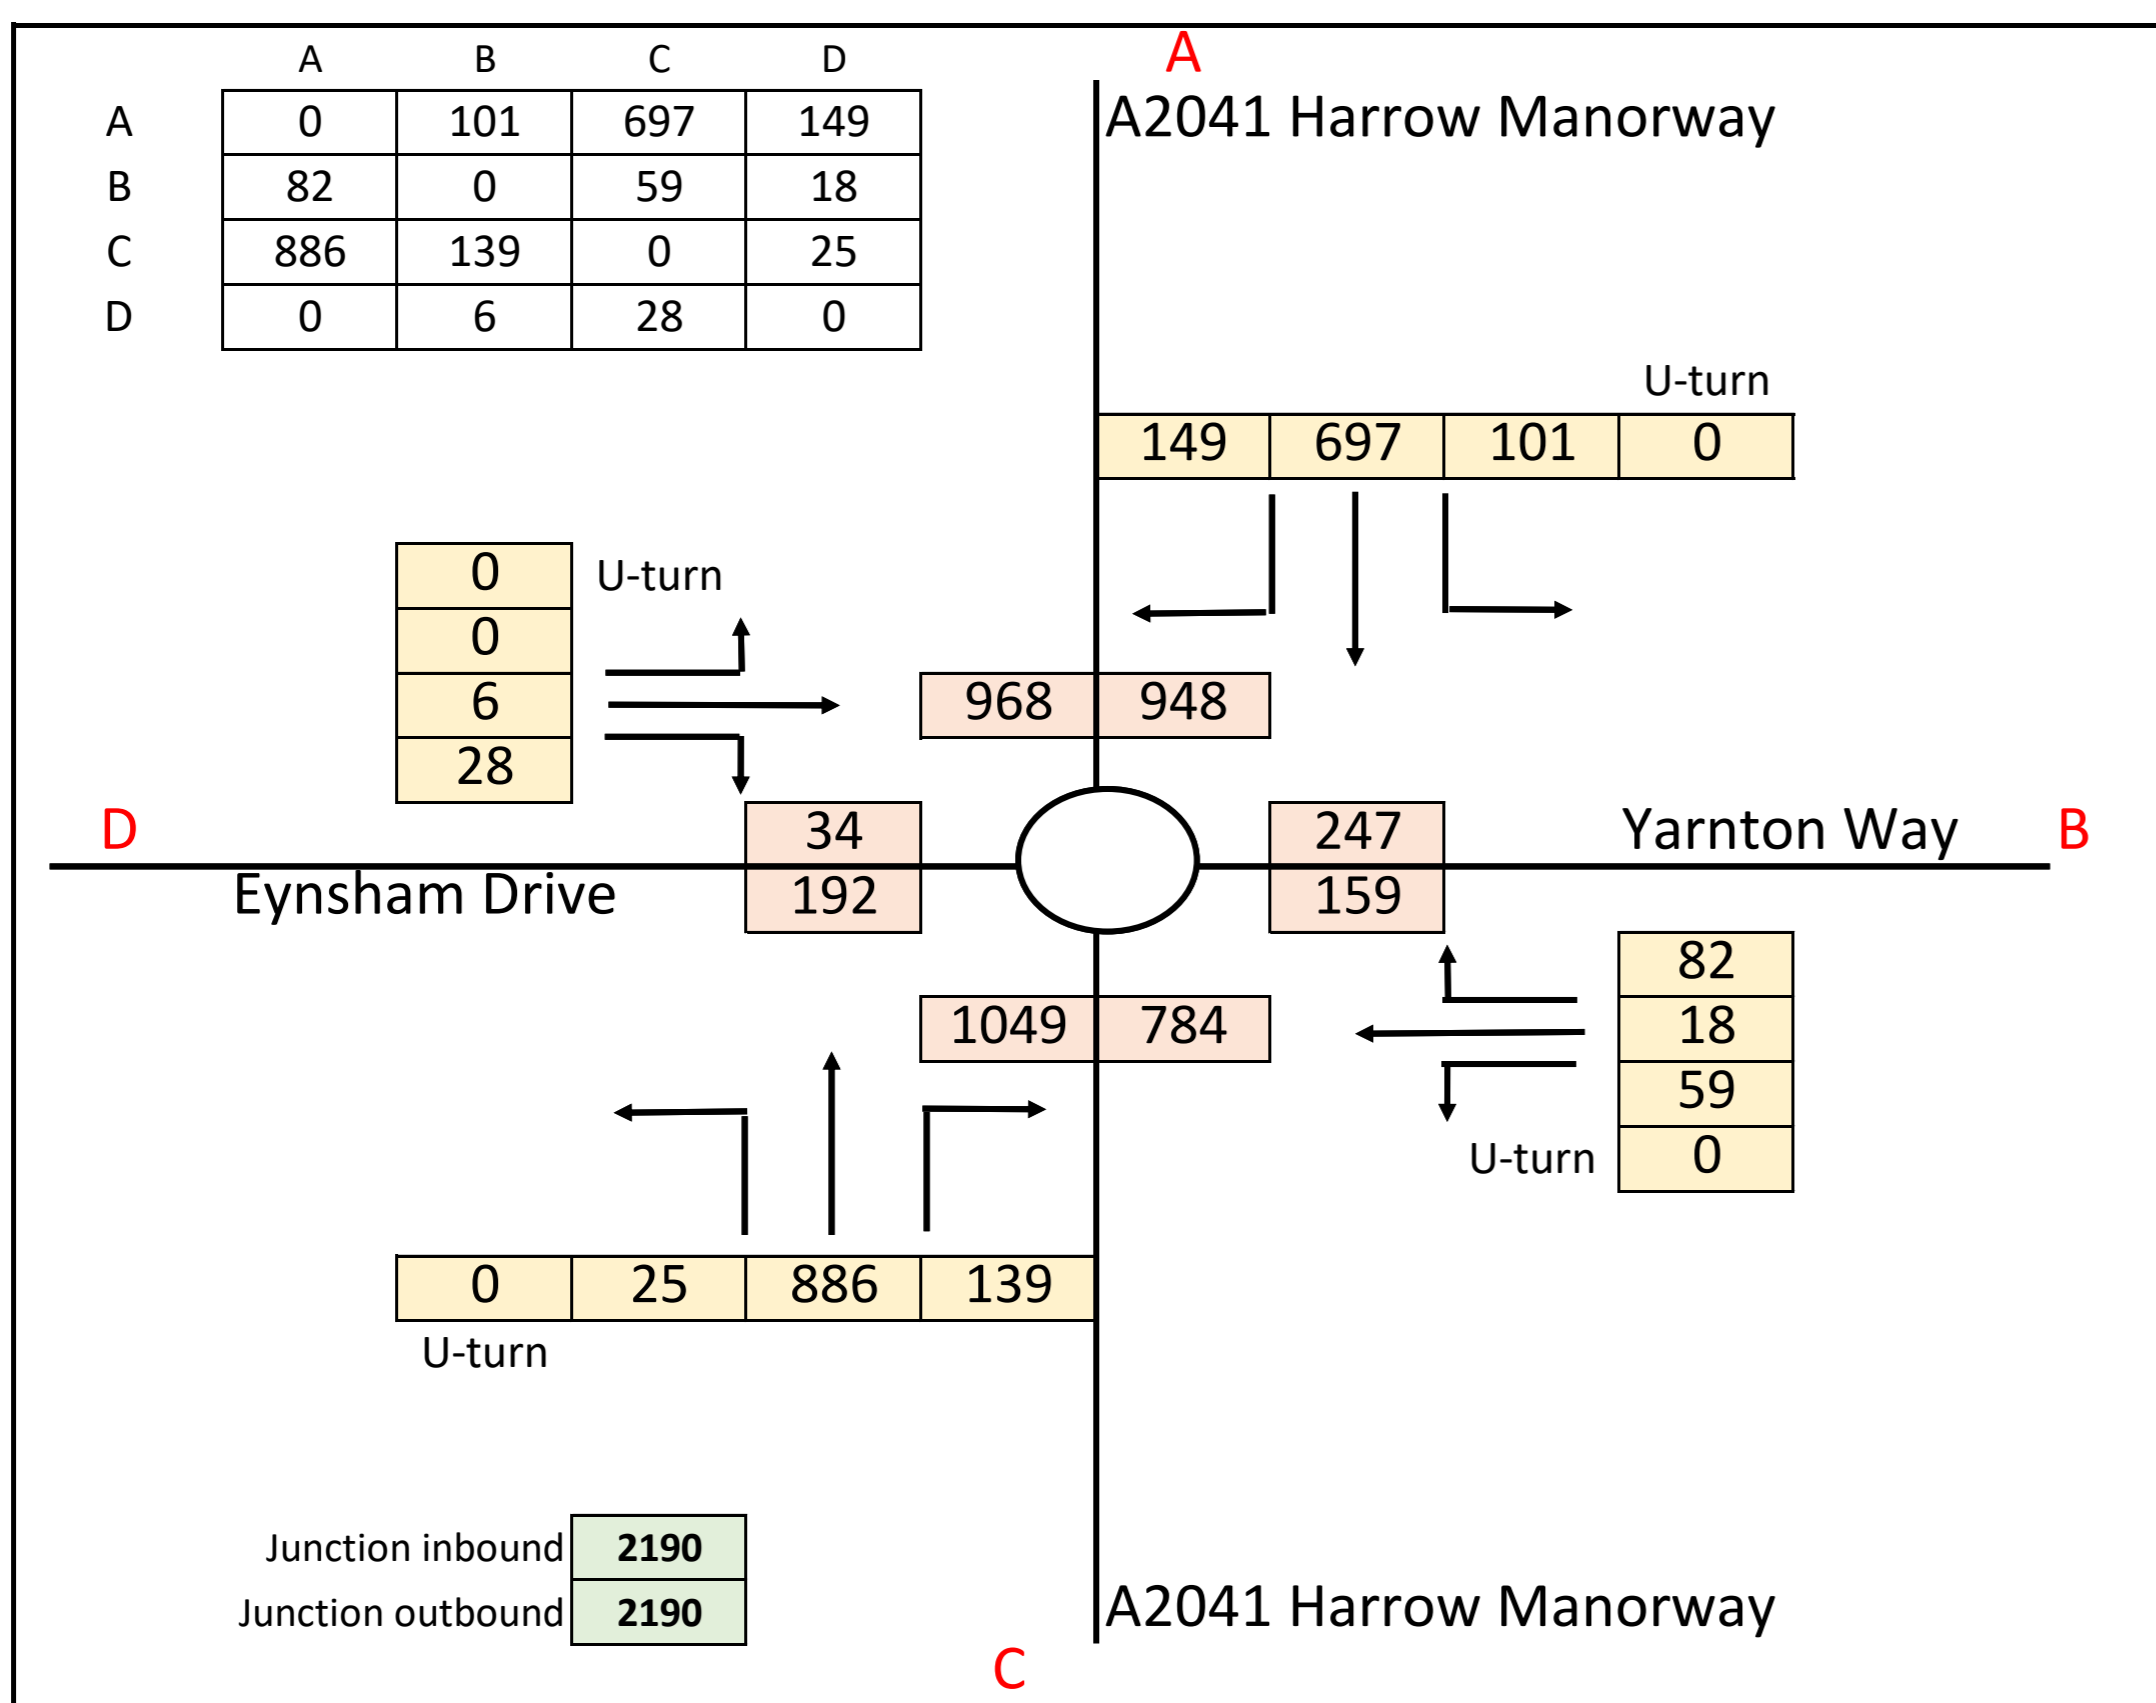 A B C D
A 0 101 697 149
B 82 0 59 18
C 886 139 0 25
D 0 6 28 0
A
A2041 Harrow Manorway
U-turn
149 697 101 0
0 U-turn
0
6
28
968 948
D
34
192
Eynsham Drive
247
159
Yarnton Way
B
1049 784
82
18
59
U-turn 0
0 25 886 139
U-turn
Junction inbound 2190
Junction outbound 2190
A2041 Harrow Manorway
C